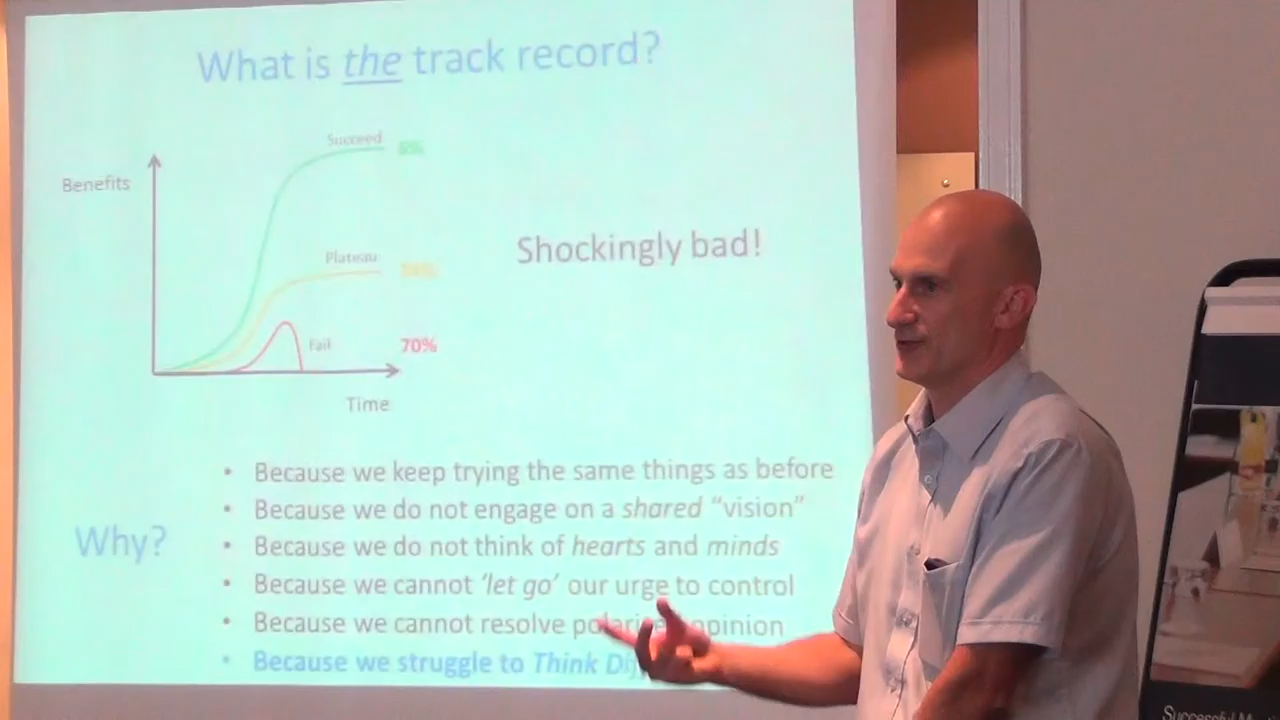 What is the track record?
Succeed
Benefits
Plateau
Shockingly bad!
Fail
70%
Time
Why?
• Because we keep trying the same things as before
• Because we do not engage on a shared “vision”
• Because we do not think of hearts and minds
• Because we cannot ‘let go’ our urge to control
• Because we cannot resolve opinion
• Because we struggle to Think
Successful